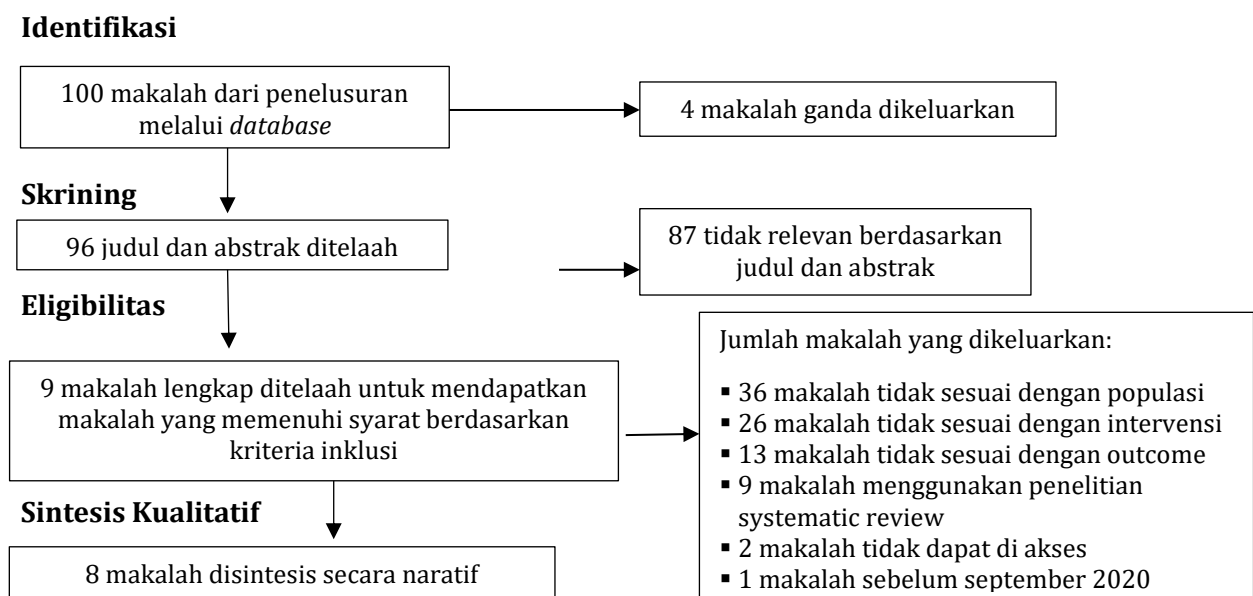 Identifikasi
100 makalah dari penelusuran
melalui database
4 makalah ganda dikeluarkan
Skrining
96 judul dan abstrak ditelaah
87 tidak relevan berdasarkan
judul dan abstrak
Eligibilitas
9 makalah lengkap ditelaah untuk mendapatkan
makalah yang memenuhi syarat berdasarkan
kriteria inklusi
Jumlah makalah yang dikeluarkan:
▪ 36 makalah tidak sesuai dengan populasi
▪ 26 makalah tidak sesuai dengan intervensi
▪ 13 makalah tidak sesuai dengan outcome
▪ 9 makalah menggunakan penelitian
systematic review
▪ 2 makalah tidak dapat di akses
▪ 1 makalah sebelum september 2020
Sintesis Kualitatif
8 makalah disintesis secara naratif